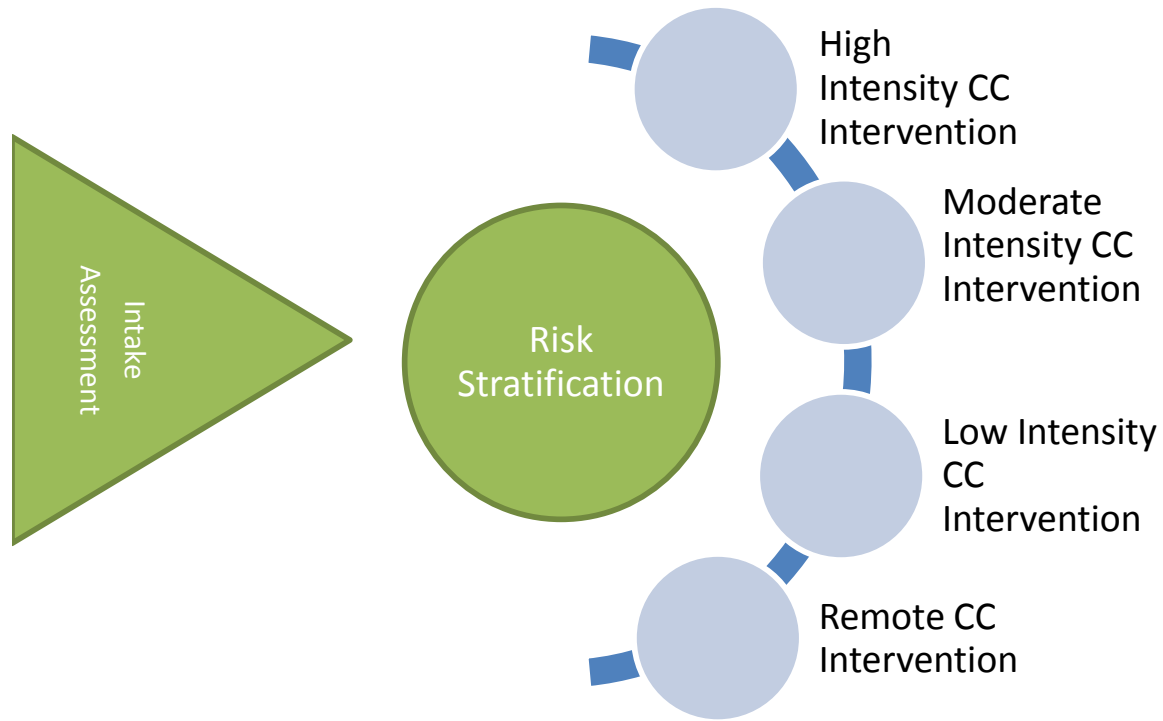 Intake
Assessment
Risk
Stratification
High
Intensity CC
Intervention
Moderate
Intensity CC
Intervention
Low Intensity
CC
Intervention
Remote CC
Intervention